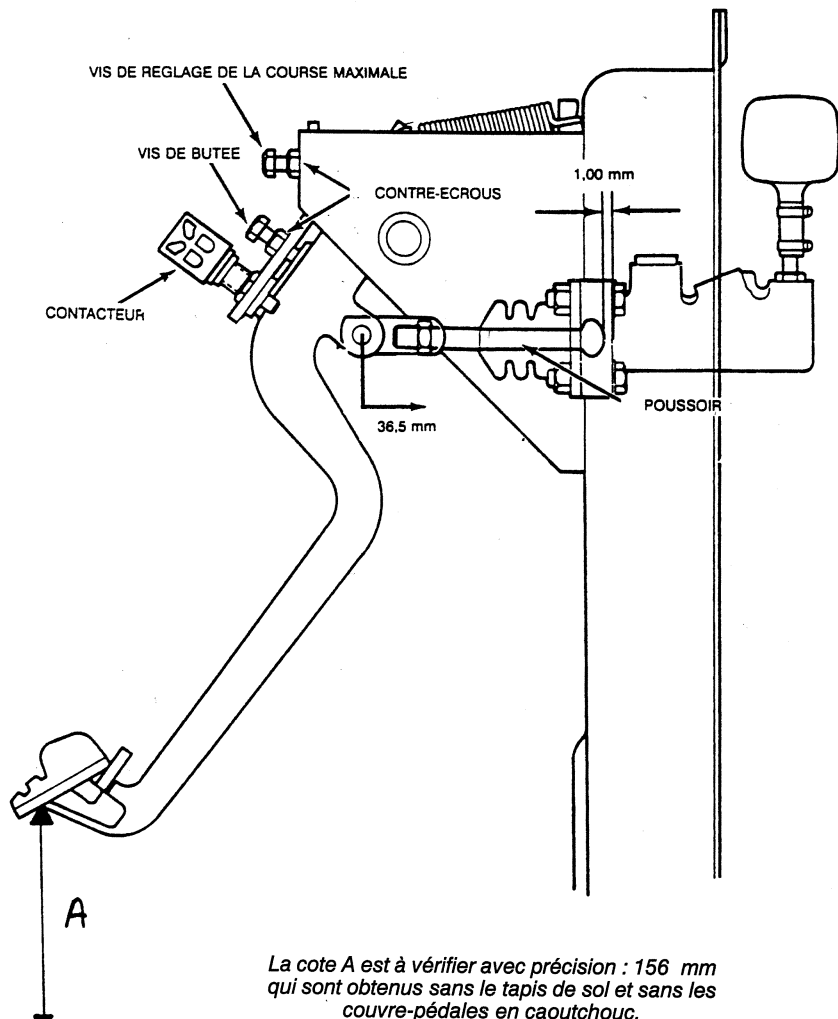 VIS DE REGLAGE DE LA COURSE MAXIMALE
VIS DE BUTEE
CONTRE-ECROUS
1,00 mm
CONTACTEUR
POUSSOIR
36,5 mm
A
La cote A est à vérifier avec précision : 156 mm
qui sont obtenus sans le tapis de sol et sans les
couvre-pédales en caoutchouc.